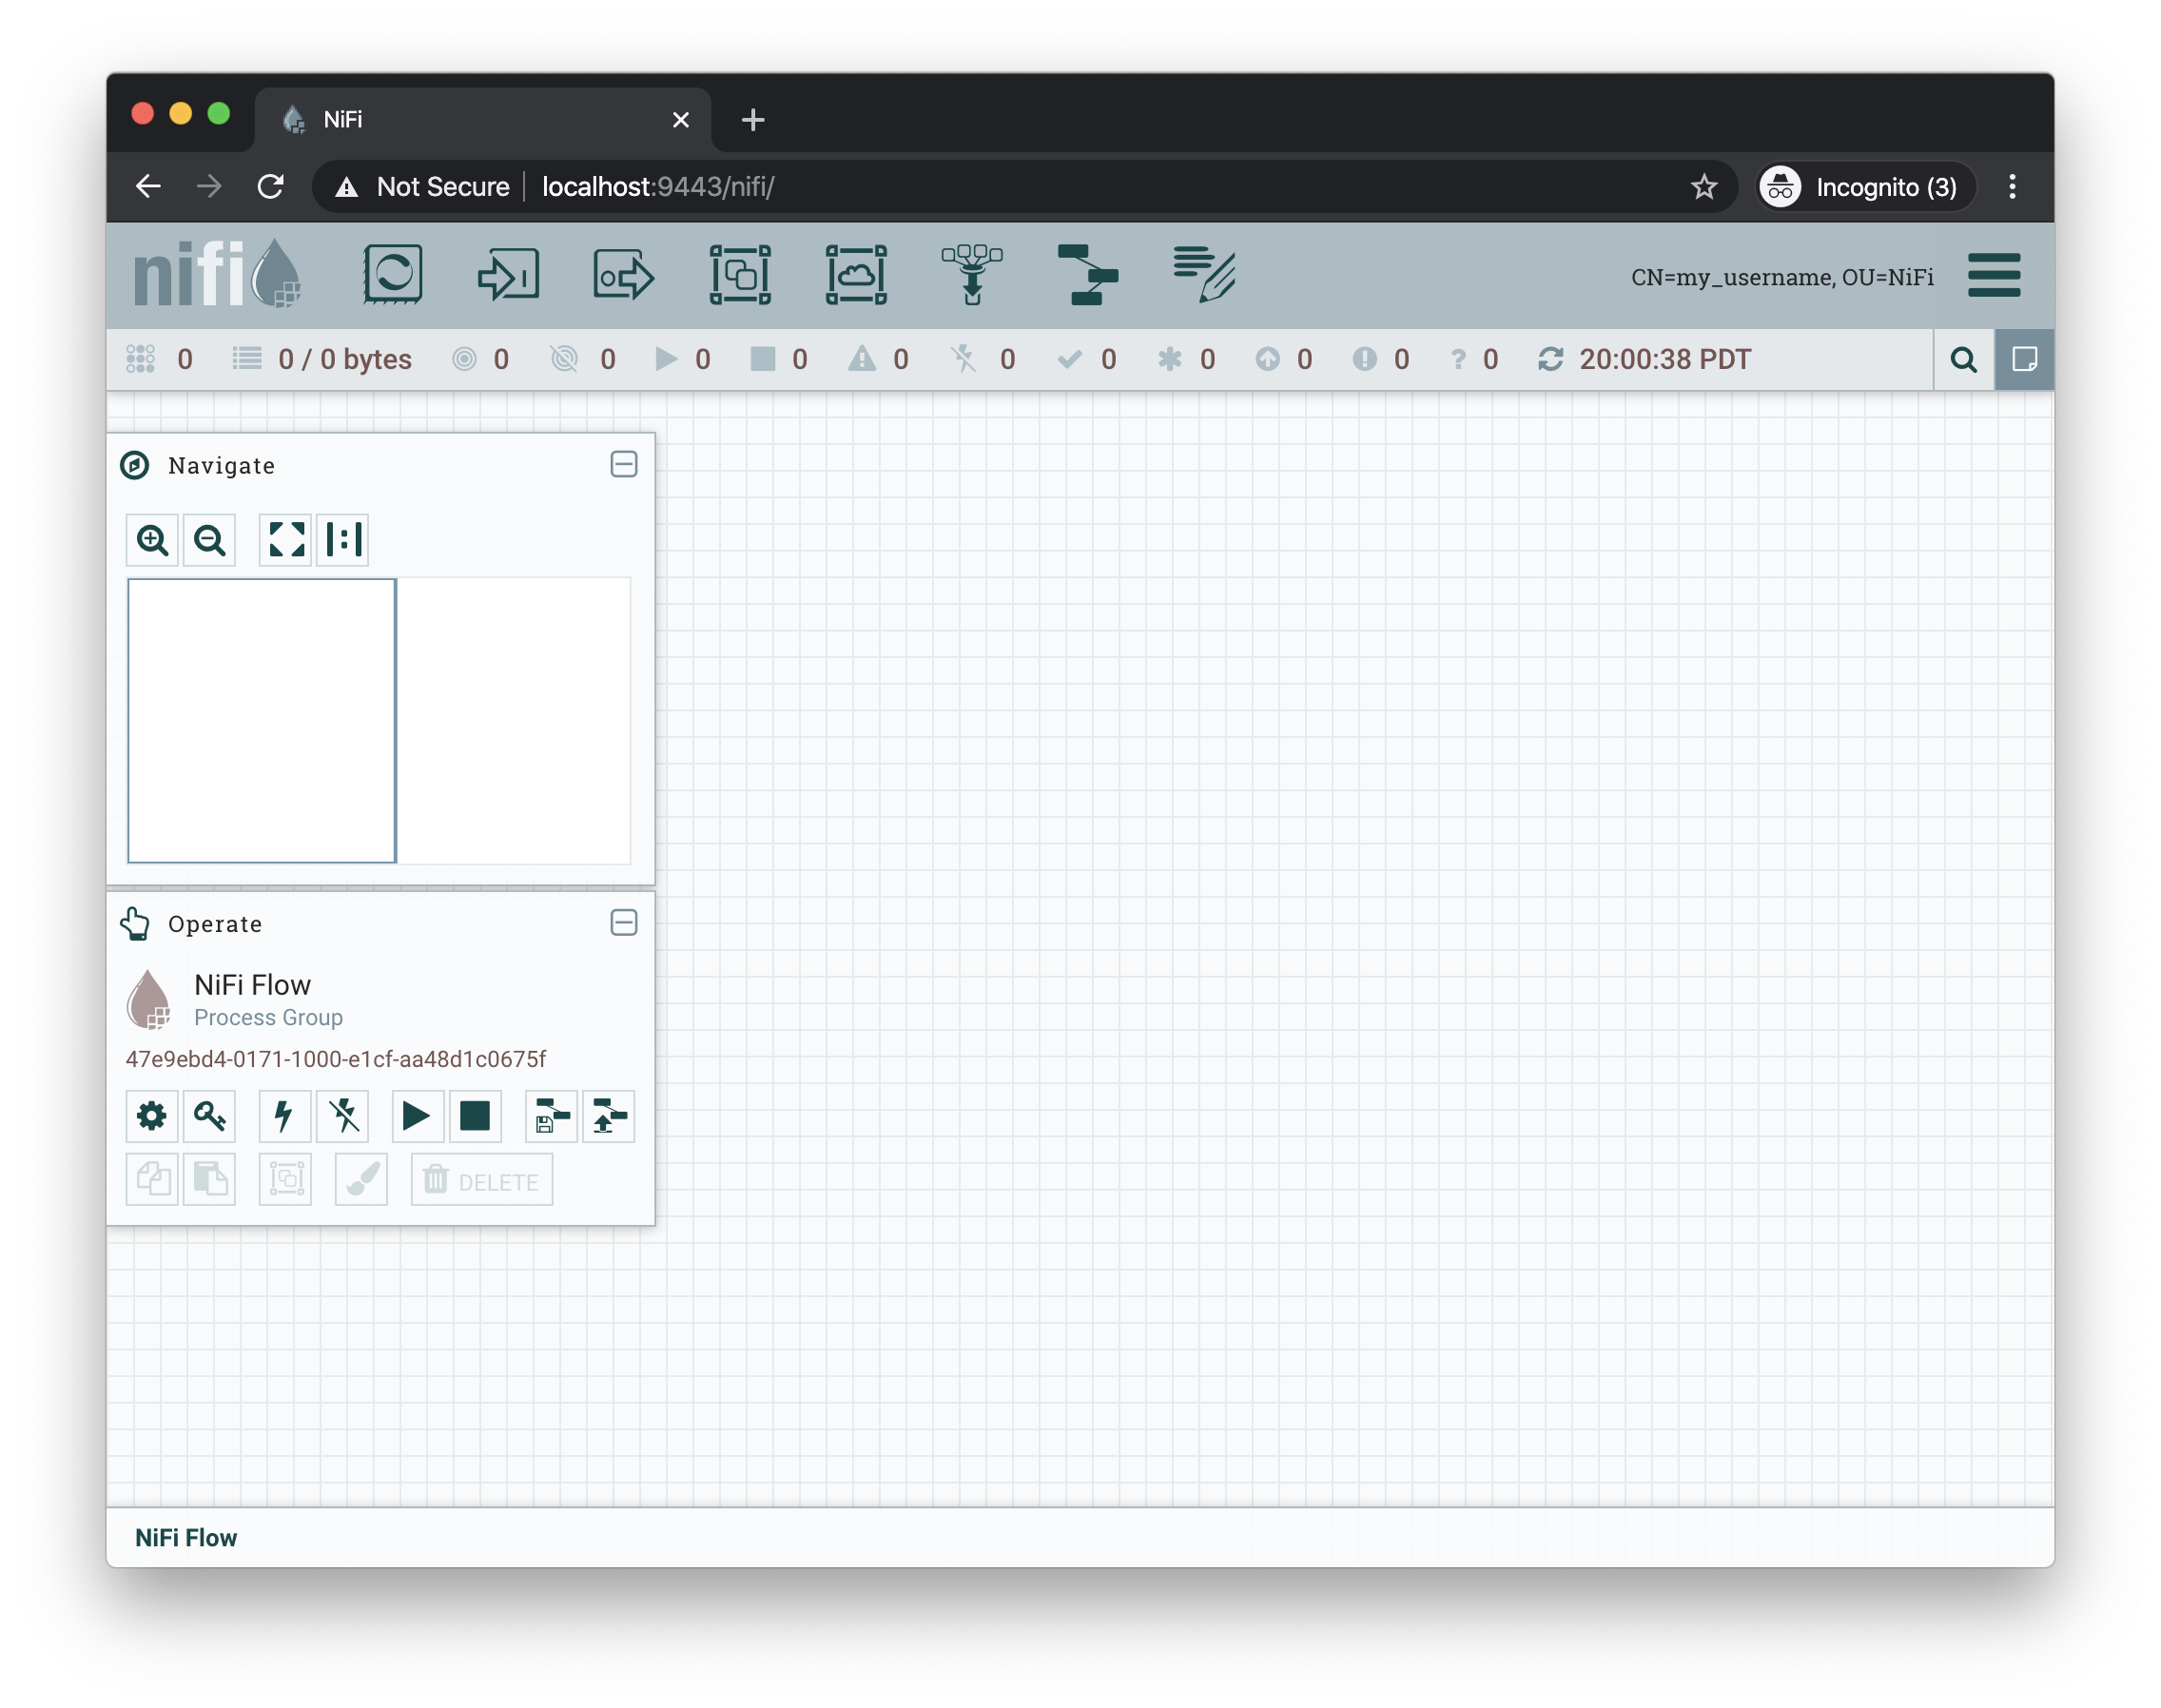 NiFi
Not Secure localhost:9443/nifi/ Incognito (3)
nifi CN=my_username, OU=NiFi
0 0 / 0 bytes 0 0 0 0 0 0 0 0 0 0 ? 0 20:00:38 PDT
Navigate
Operate
NiFi Flow
Process Group
47e9ebd4-0171-1000-e1cf-aa48d1c0675f
DELETE
NiFi Flow